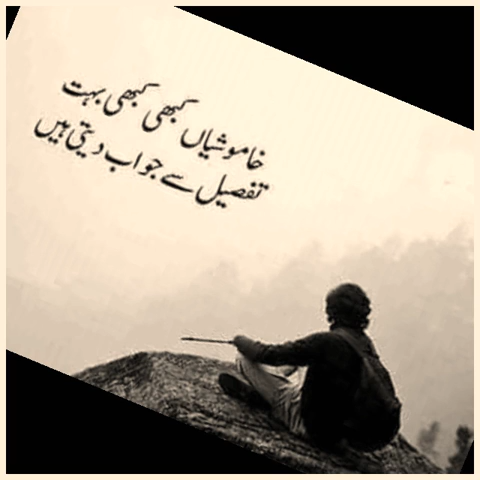 خاموشیاں کبھی کبھی بہت
تفصیل سے جواب دیتی ہیں